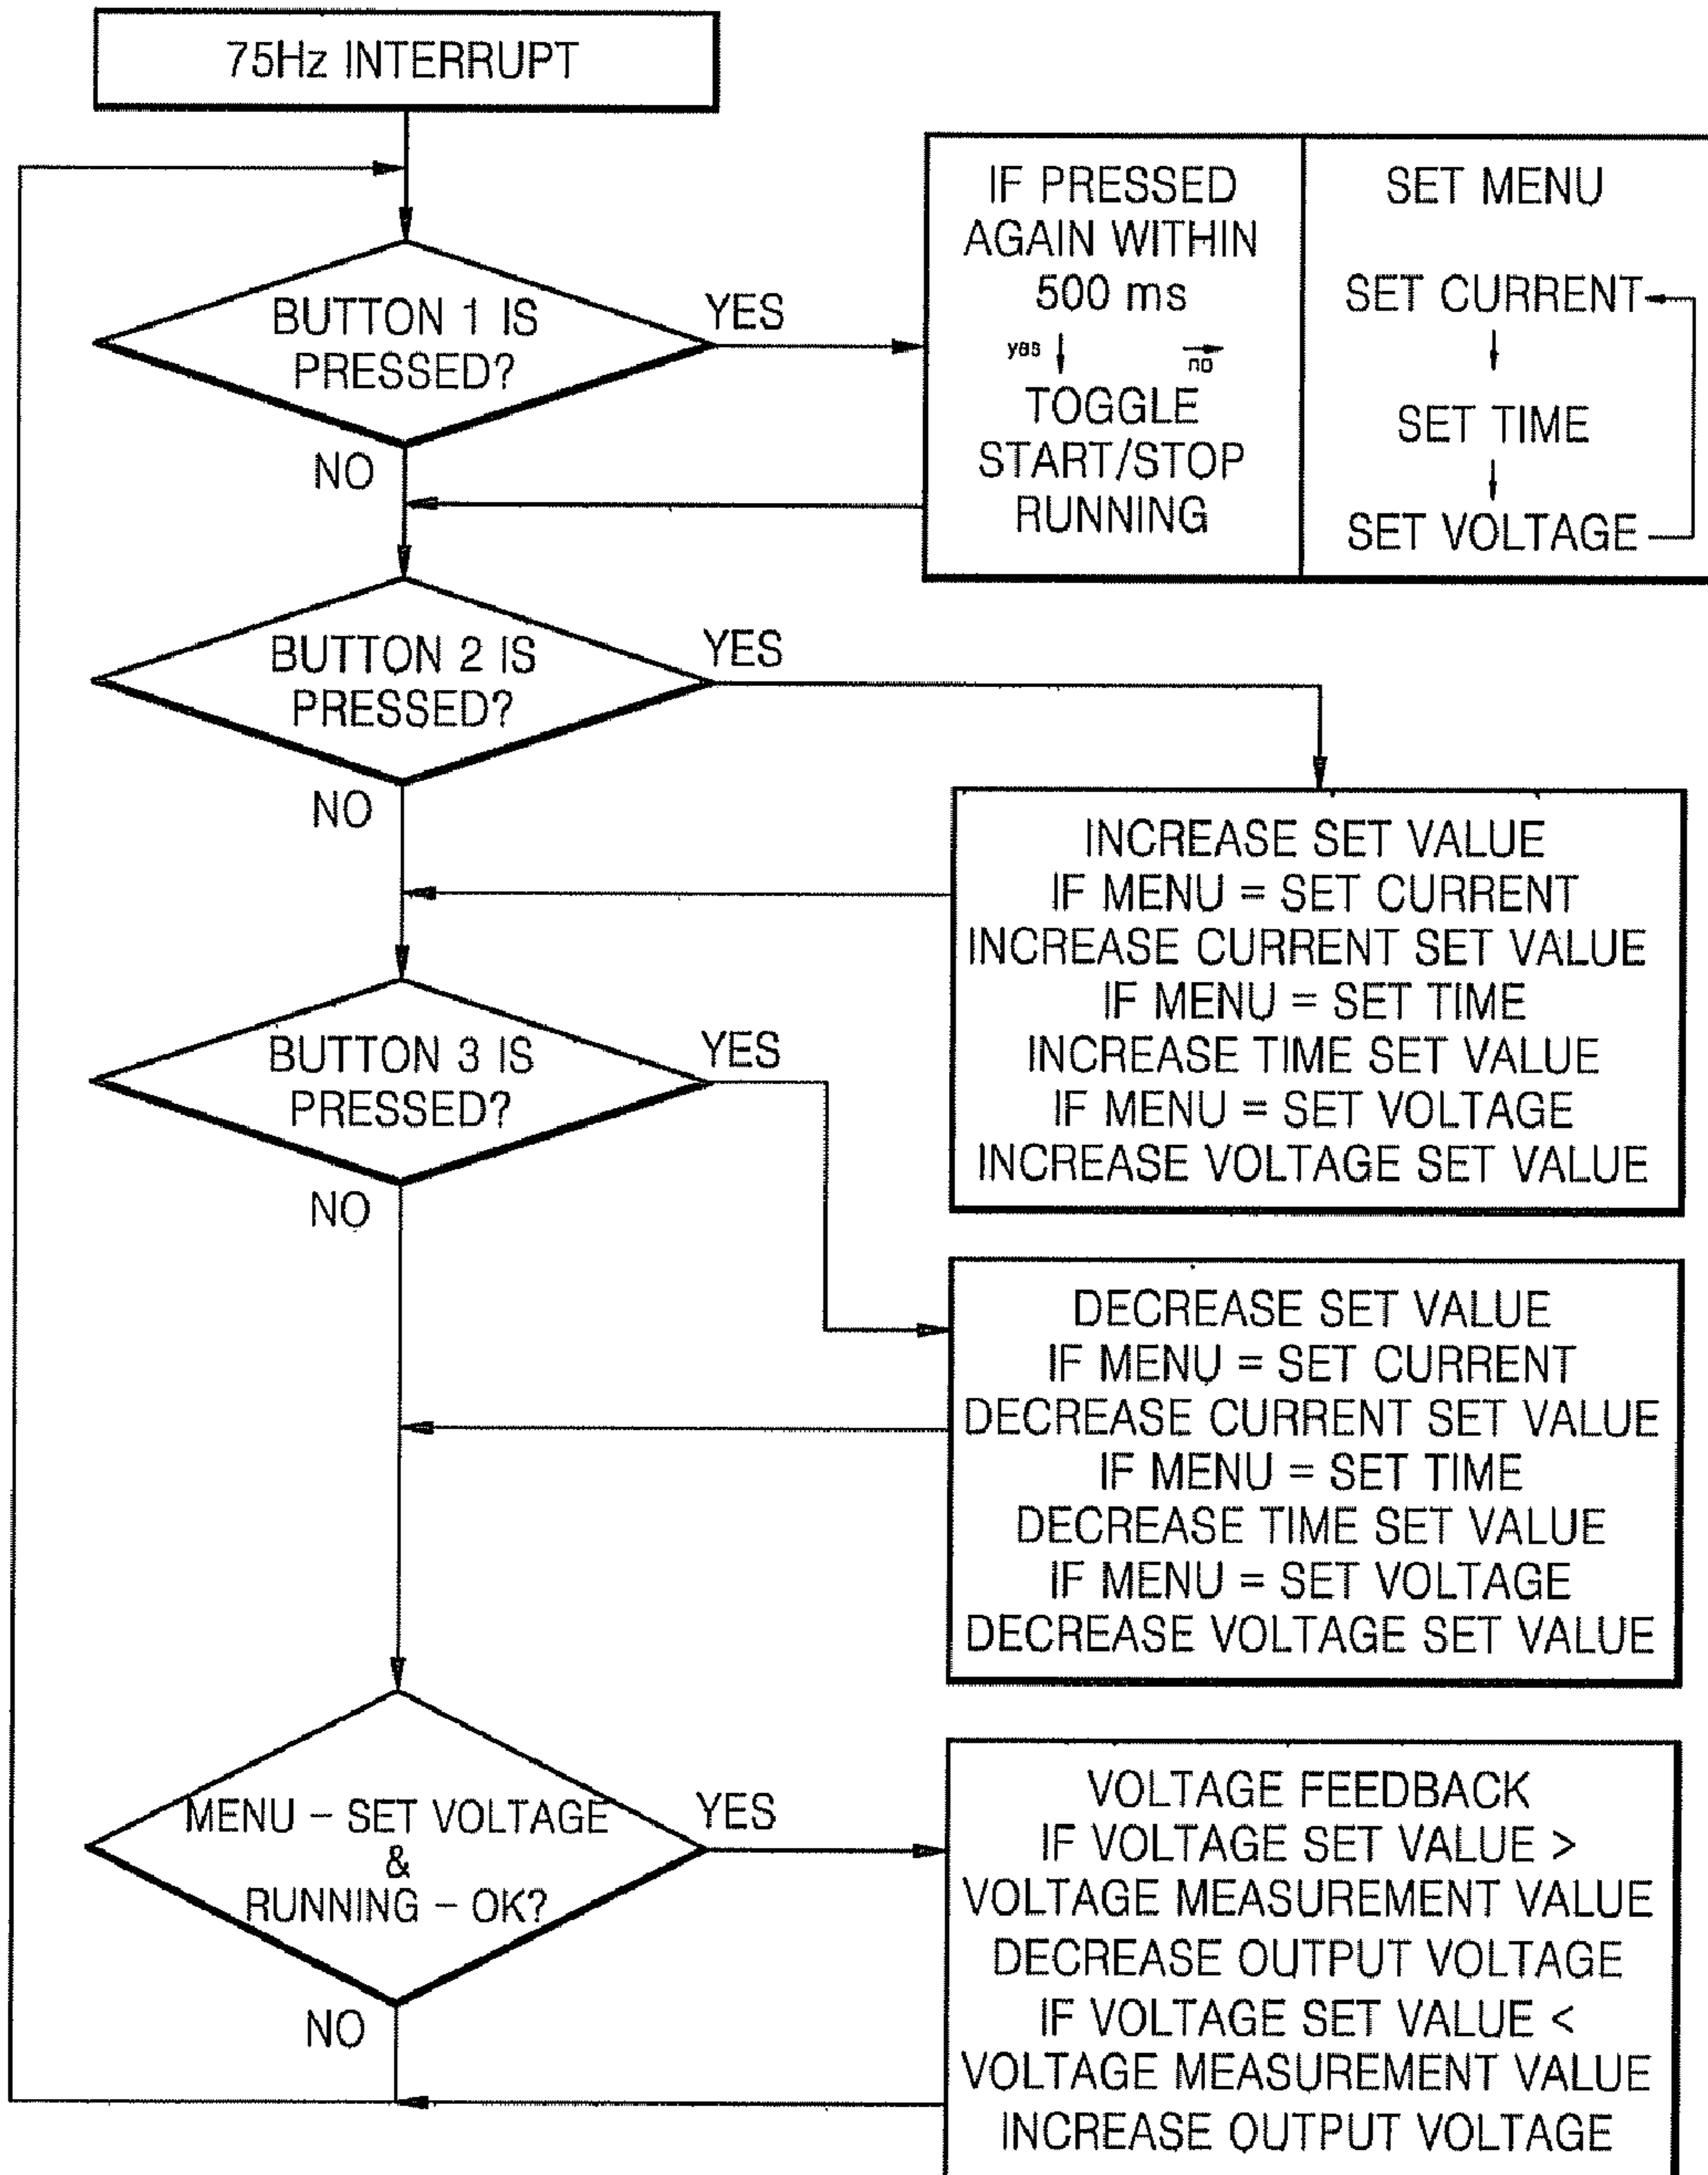 75Hz INTERRUPT
BUTTON 1 IS
PRESSED?
YES
NO
IF PRESSED
AGAIN WITHIN
500 ms
yes
no
TOGGLE
START/STOP
RUNNING
SET MENU
SET CURRENT
SET TIME
SET VOLTAGE
BUTTON 2 IS
PRESSED?
YES
NO
INCREASE SET VALUE
IF MENU = SET CURRENT
INCREASE CURRENT SET VALUE
IF MENU = SET TIME
INCREASE TIME SET VALUE
IF MENU = SET VOLTAGE
INCREASE VOLTAGE SET VALUE
BUTTON 3 IS
PRESSED?
YES
NO
DECREASE SET VALUE
IF MENU = SET CURRENT
DECREASE CURRENT SET VALUE
IF MENU = SET TIME
DECREASE TIME SET VALUE
IF MENU = SET VOLTAGE
DECREASE VOLTAGE SET VALUE
MENU – SET VOLTAGE
&
RUNNING – OK?
YES
NO
VOLTAGE FEEDBACK
IF VOLTAGE SET VALUE >
VOLTAGE MEASUREMENT VALUE
DECREASE OUTPUT VOLTAGE
IF VOLTAGE SET VALUE <
VOLTAGE MEASUREMENT VALUE
INCREASE OUTPUT VOLTAGE